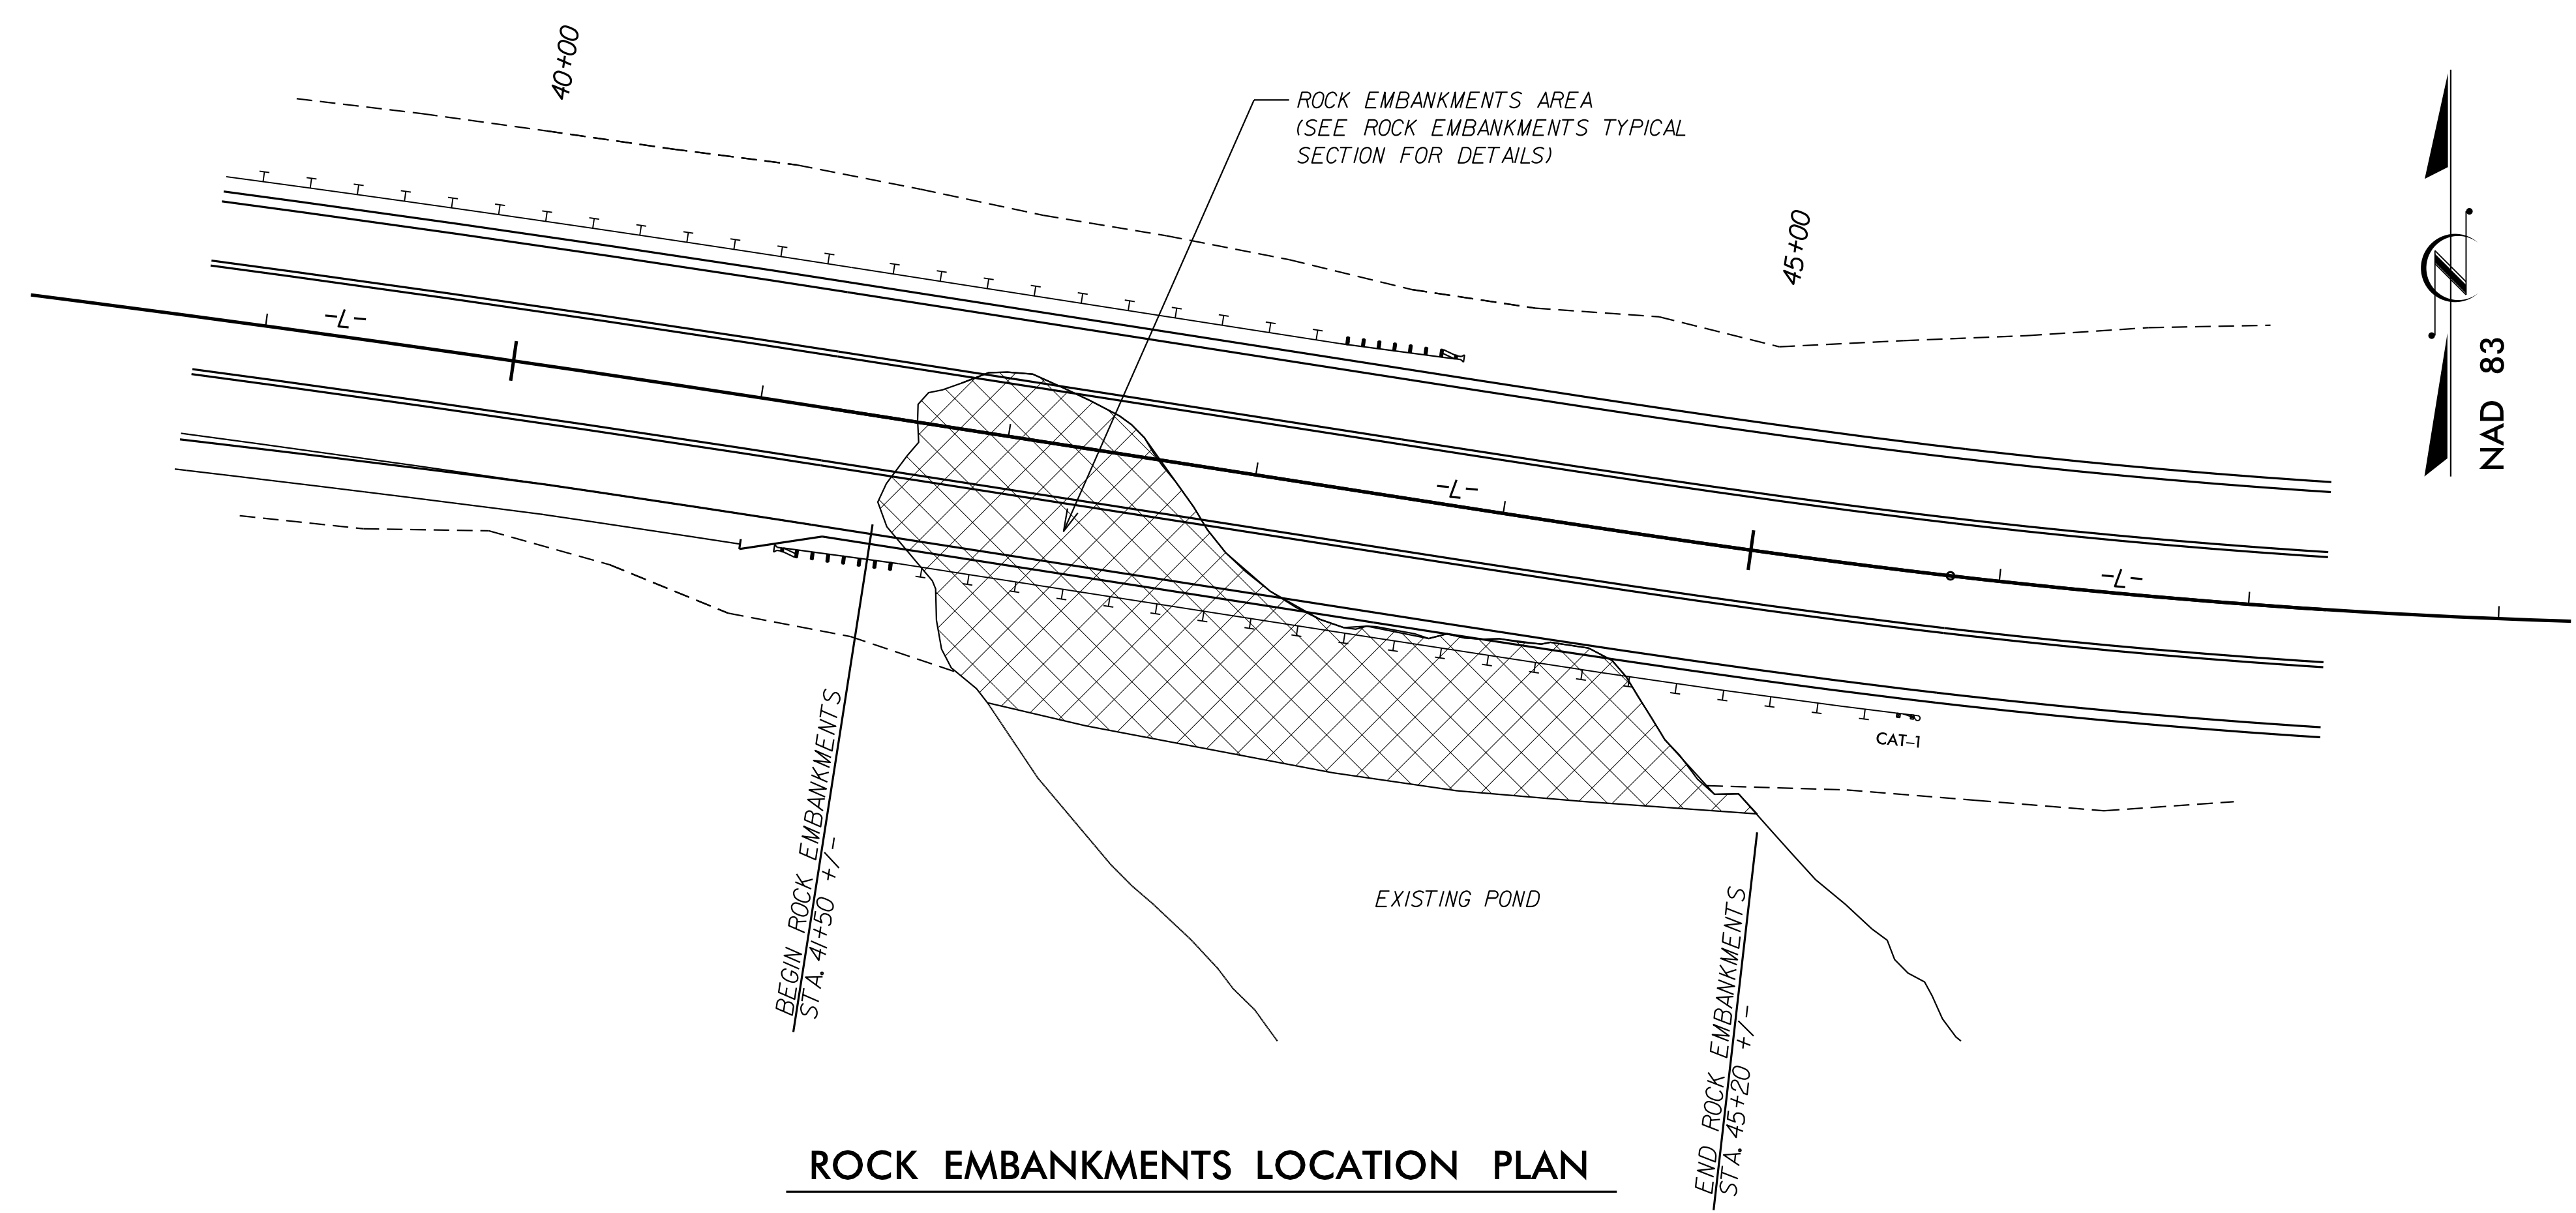 40+00
ROCK EMBANKMENTS AREA
(SEE ROCK EMBANKMENTS TYPICAL
SECTION FOR DETAILS)
45+00
N
NAD 83
-L-
-L-
-L-
CAT-1
BEGIN ROCK EMBANKMENTS
STA. 41+50 +/-
EXISTING POND
END ROCK EMBANKMENTS
STA. 45+20 +/-
ROCK EMBANKMENTS LOCATION PLAN